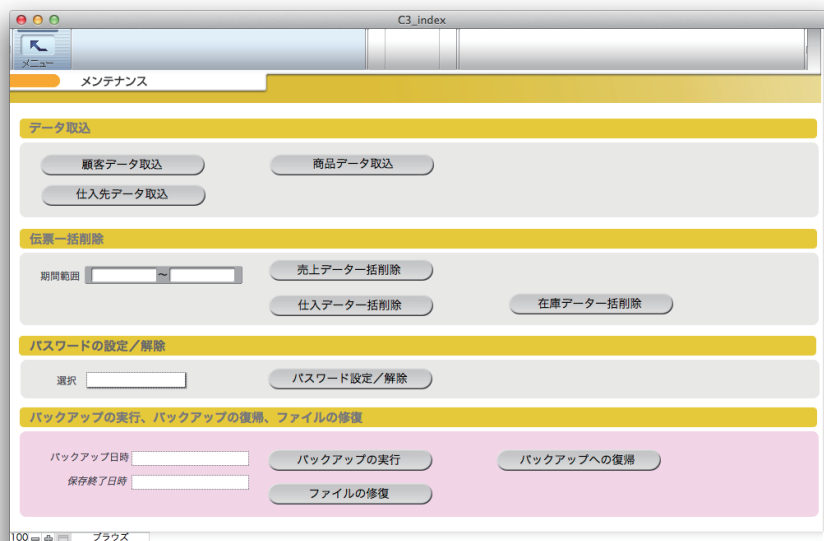 C3_index
メニュー
メンテナンス
データ取込
顧客データ取込
商品データ取込
仕入先データ取込
伝票一括削除
期間範囲
〜
売上データ一括削除
仕入データ一括削除
在庫データ一括削除
パスワードの設定／解除
選択
パスワード設定／解除
バックアップの実行、バックアップの復帰、ファイルの修復
バックアップ日時
バックアップの実行
バックアップへの復帰
保存終了日時
ファイルの修復
100
ブラウズ